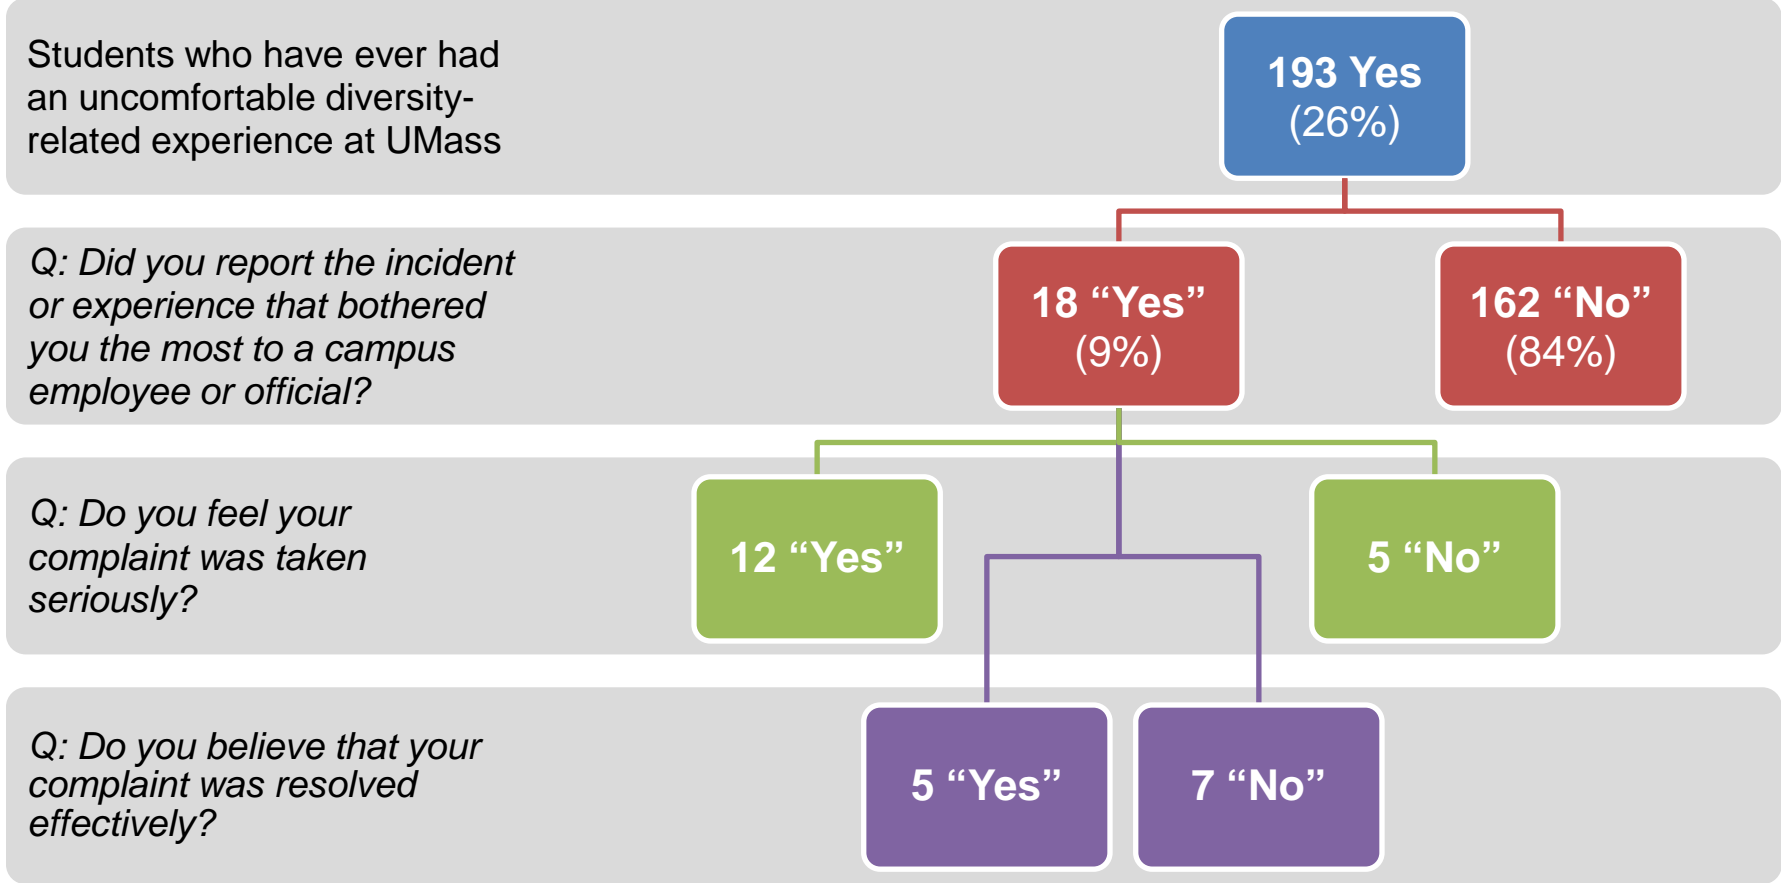 Students who have ever had
an uncomfortable diversity-
related experience at UMass
193 Yes
(26%)
Q: Did you report the incident
or experience that bothered
you the most to a campus
employee or official?
18 “Yes”
(9%)
162 “No”
(84%)
Q: Do you feel your
complaint was taken
seriously?
12 “Yes”
5 “No”
Q: Do you believe that your
complaint was resolved
effectively?
5 “Yes”
7 “No”